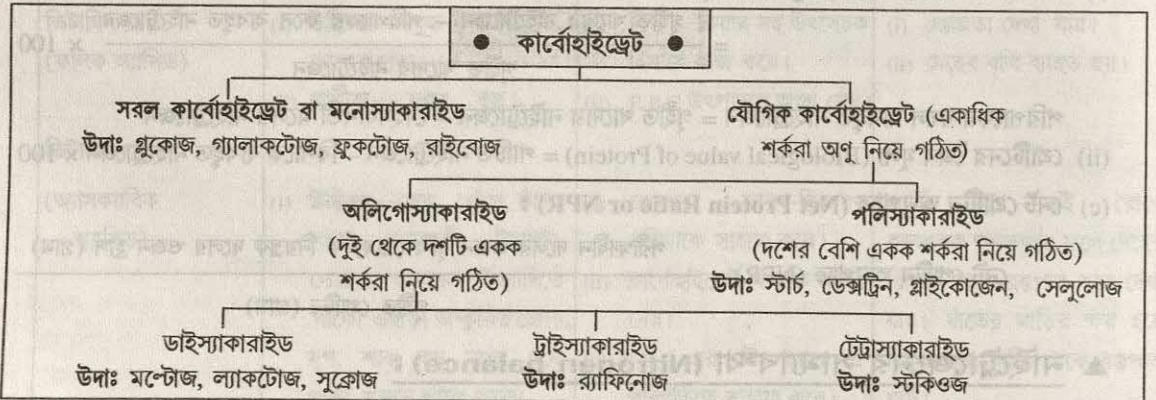 ● কার্বোহাইড্রেট ●
সরল কার্বোহাইড্রেট বা মনোস্যাকারাইড
উদাঃ গ্লুকোজ, গ্যালাকটোজ, ফ্রুকটোজ, রাইবোজ
যৌগিক কার্বোহাইড্রেট (একাধিক
শর্করা অণু নিয়ে গঠিত)
অলিগোস্যাকারাইড
(দুই থেকে দশটি একক
শর্করা নিয়ে গঠিত)
পলিস্যাকারাইড
(দশের বেশি একক শর্করা নিয়ে গঠিত)
উদাঃ স্টার্চ, ডেক্সট্রিন, গ্লাইকোজেন, সেলুলোজ
ডাইস্যাকারাইড
উদাঃ মল্টোজ, ল্যাকটোজ, সুক্রোজ
ট্রাইস্যাকারাইড
উদাঃ র‍্যাফিনোজ
টেট্রাস্যাকারাইড
উদাঃ স্টকিওজ